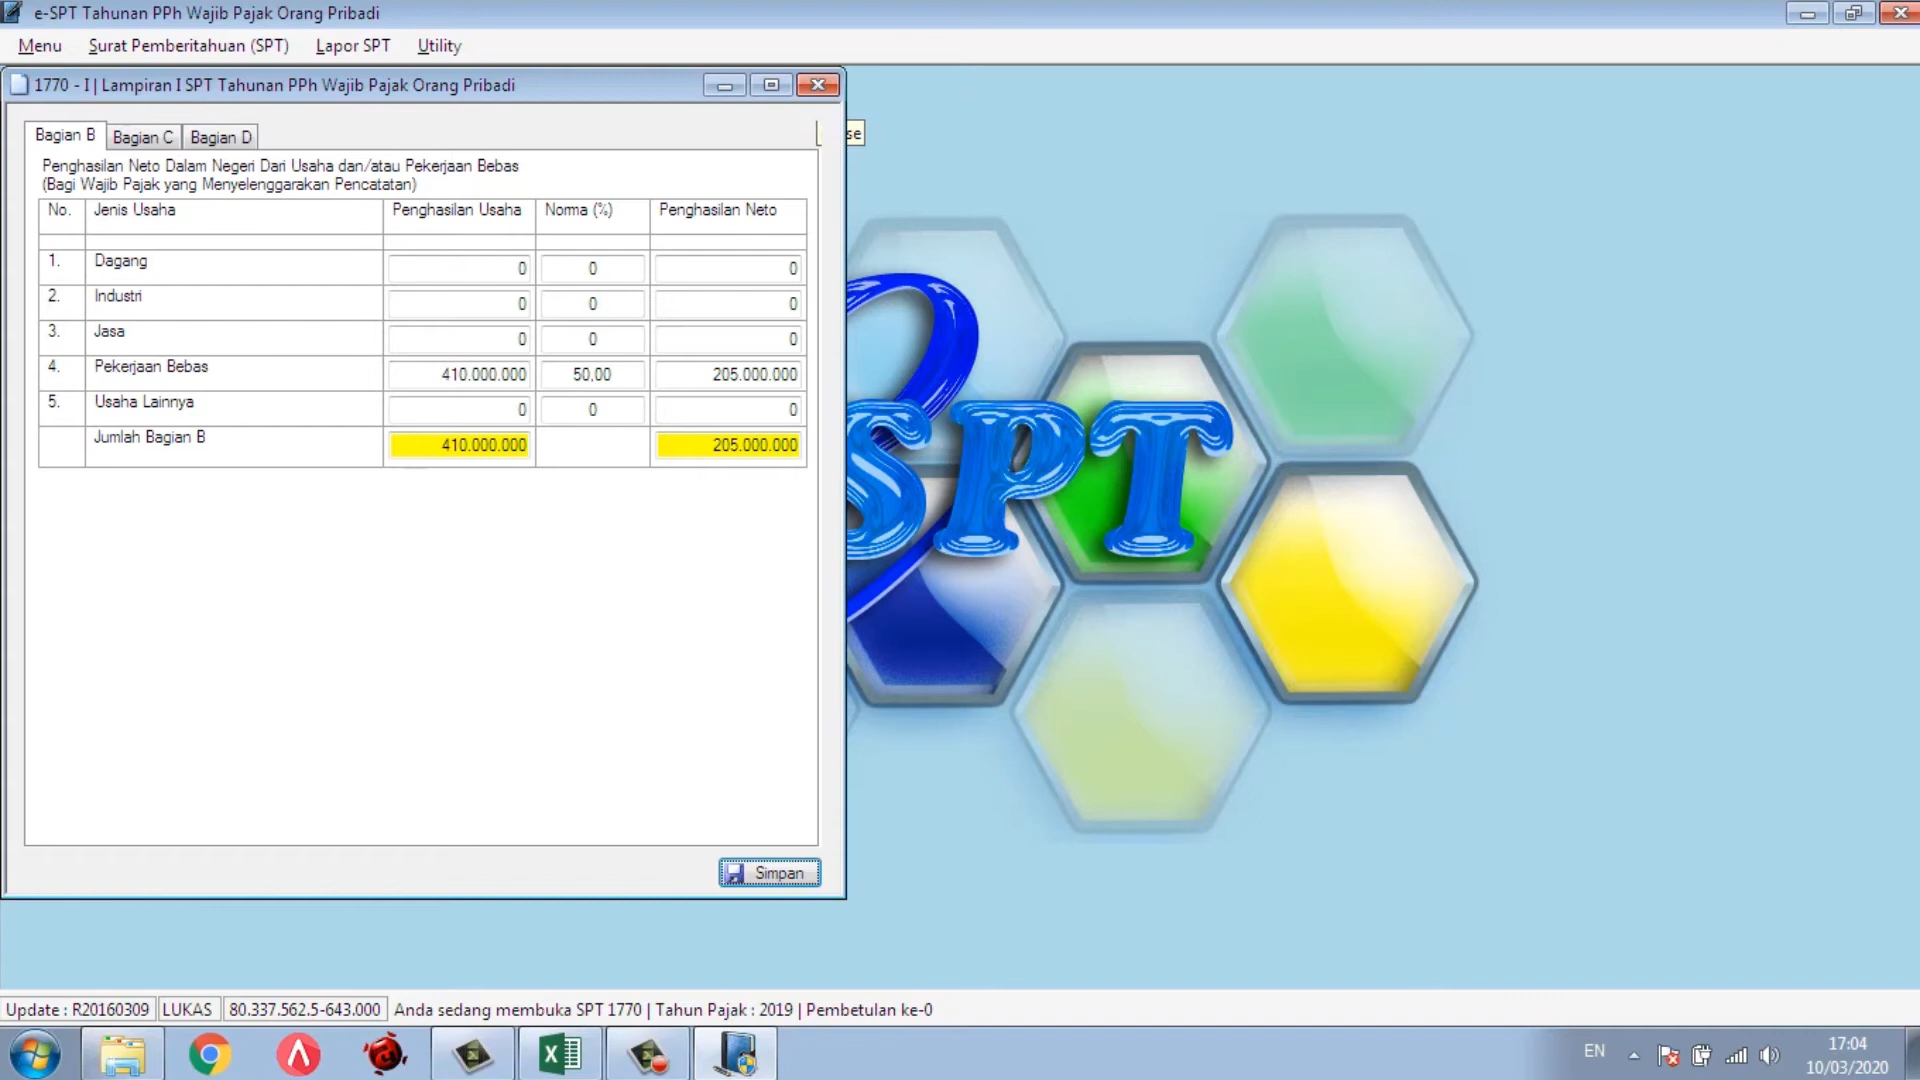 e-SPT Tahunan PPh Wajib Pajak Orang Pribadi
Menu Surat Pemberitahuan (SPT) Lapor SPT Utility
1770 - I | Lampiran I SPT Tahunan PPh Wajib Pajak Orang Pribadi
Bagian B Bagian C Bagian D
se
Penghasilan Neto Dalam Negeri Dari Usaha dan/atau Pekerjaan Bebas
(Bagi Wajib Pajak yang Menyelenggarakan Pencatatan)
No. Jenis Usaha Penghasilan Usaha Norma (%) Penghasilan Neto
1. Dagang 0 0 0
2. Industri 0 0 0
3. Jasa 0 0 0
4. Pekerjaan Bebas 410.000.000 50,00 205.000.000
5. Usaha Lainnya 0 0 0
Jumlah Bagian B 410.000.000 205.000.000
SPT
Simpan
Update : R20160309 LUKAS 80.337.562.5-643.000 Anda sedang membuka SPT 1770 | Tahun Pajak : 2019 | Pembetulan ke-0
EN 17:04
10/03/2020